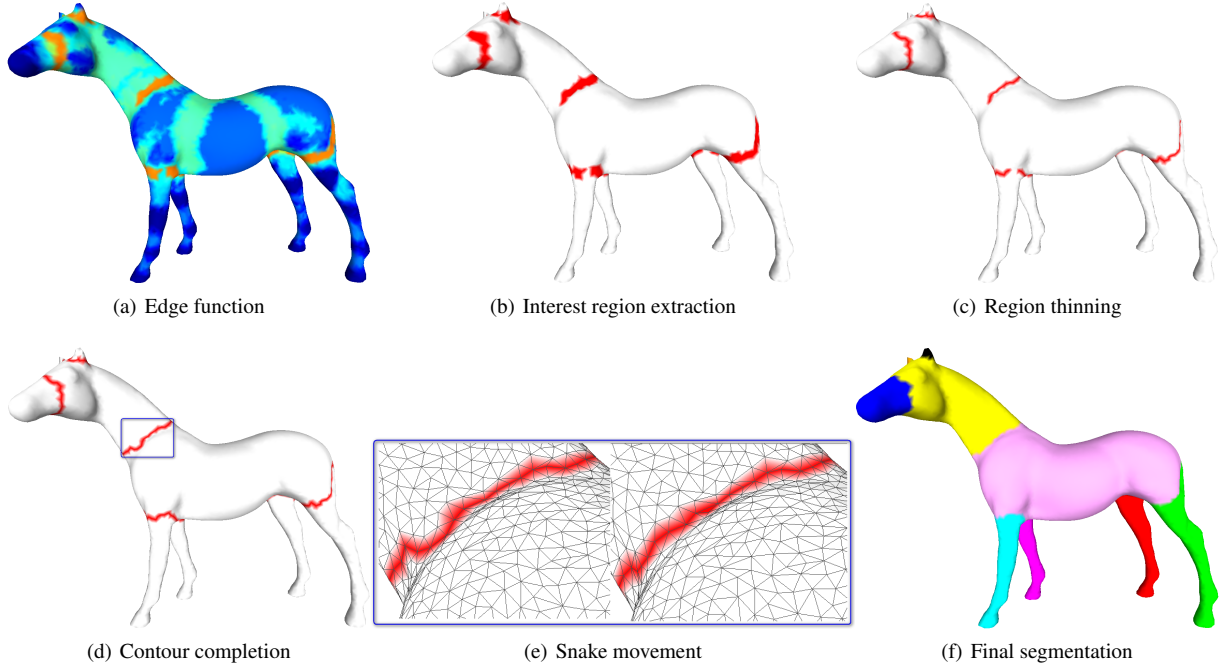 (a) Edge function
(b) Interest region extraction
(c) Region thinning
(d) Contour completion
(e) Snake movement
(f) Final segmentation